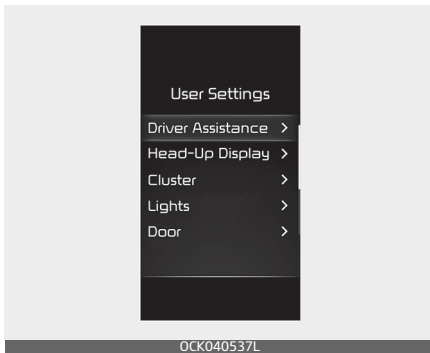 User Settings
Driver Assistance >
Head-Up Display >
Cluster >
Lights >
Door >
OCK040537L